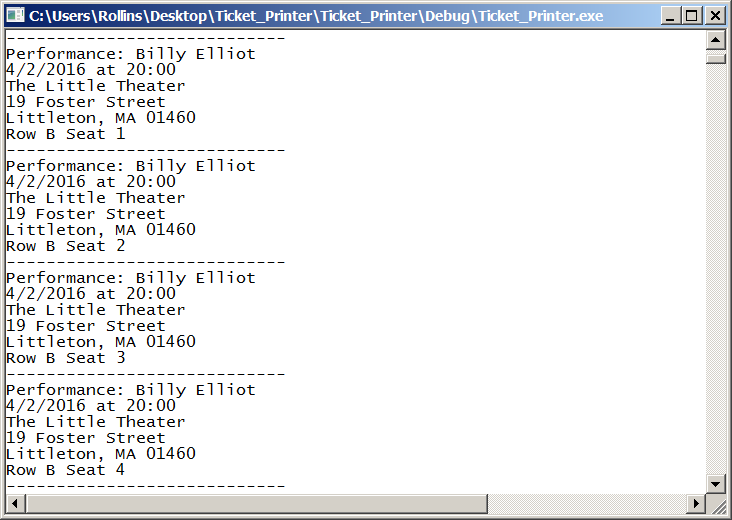 C:\Users\Rollins\Desktop\Ticket_Printer\Ticket_Printer\Debug\Ticket_Printer.exe
----------------------------
Performance: Billy Elliot
4/2/2016 at 20:00
The Little Theater
19 Foster Street
Littleton, MA 01460
Row B Seat 1
----------------------------
Performance: Billy Elliot
4/2/2016 at 20:00
The Little Theater
19 Foster Street
Littleton, MA 01460
Row B Seat 2
----------------------------
Performance: Billy Elliot
4/2/2016 at 20:00
The Little Theater
19 Foster Street
Littleton, MA 01460
Row B Seat 3
----------------------------
Performance: Billy Elliot
4/2/2016 at 20:00
The Little Theater
19 Foster Street
Littleton, MA 01460
Row B Seat 4
----------------------------